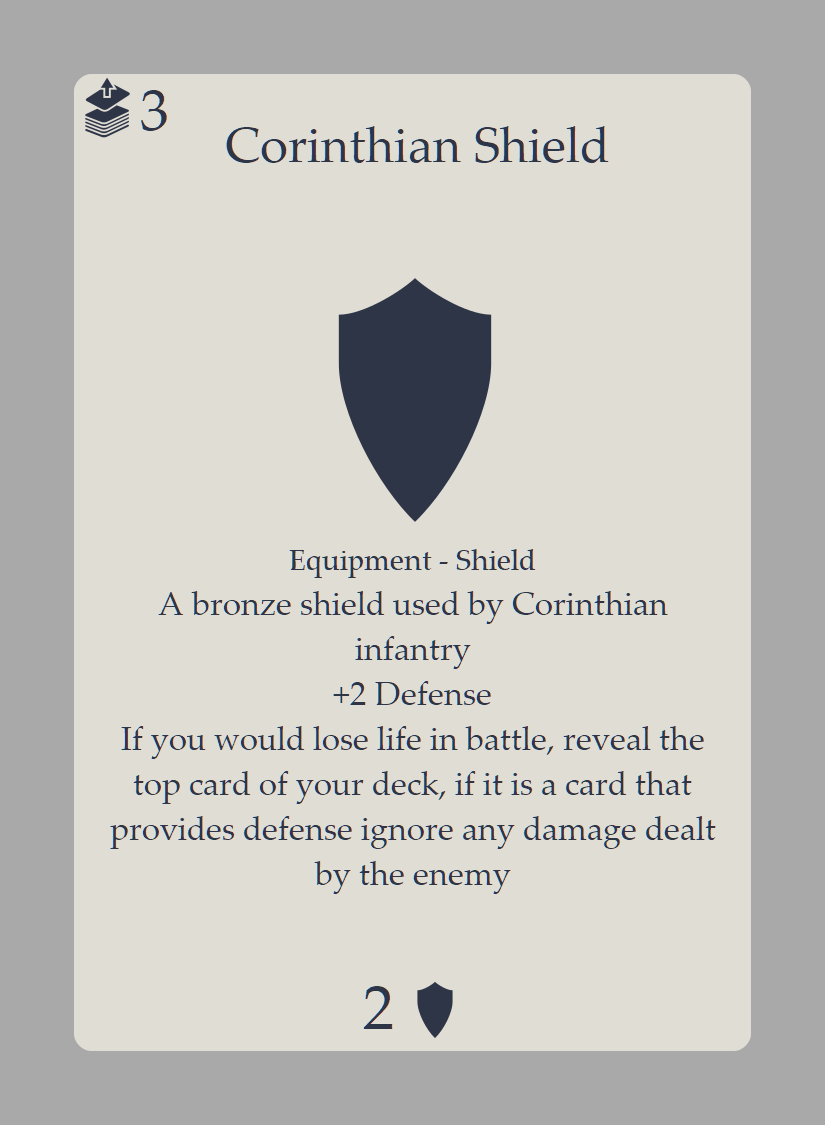 3
Corinthian Shield
Equipment - Shield
A bronze shield used by Corinthian
infantry
+2 Defense
If you would lose life in battle, reveal the
top card of your deck, if it is a card that
provides defense ignore any damage dealt
by the enemy
2